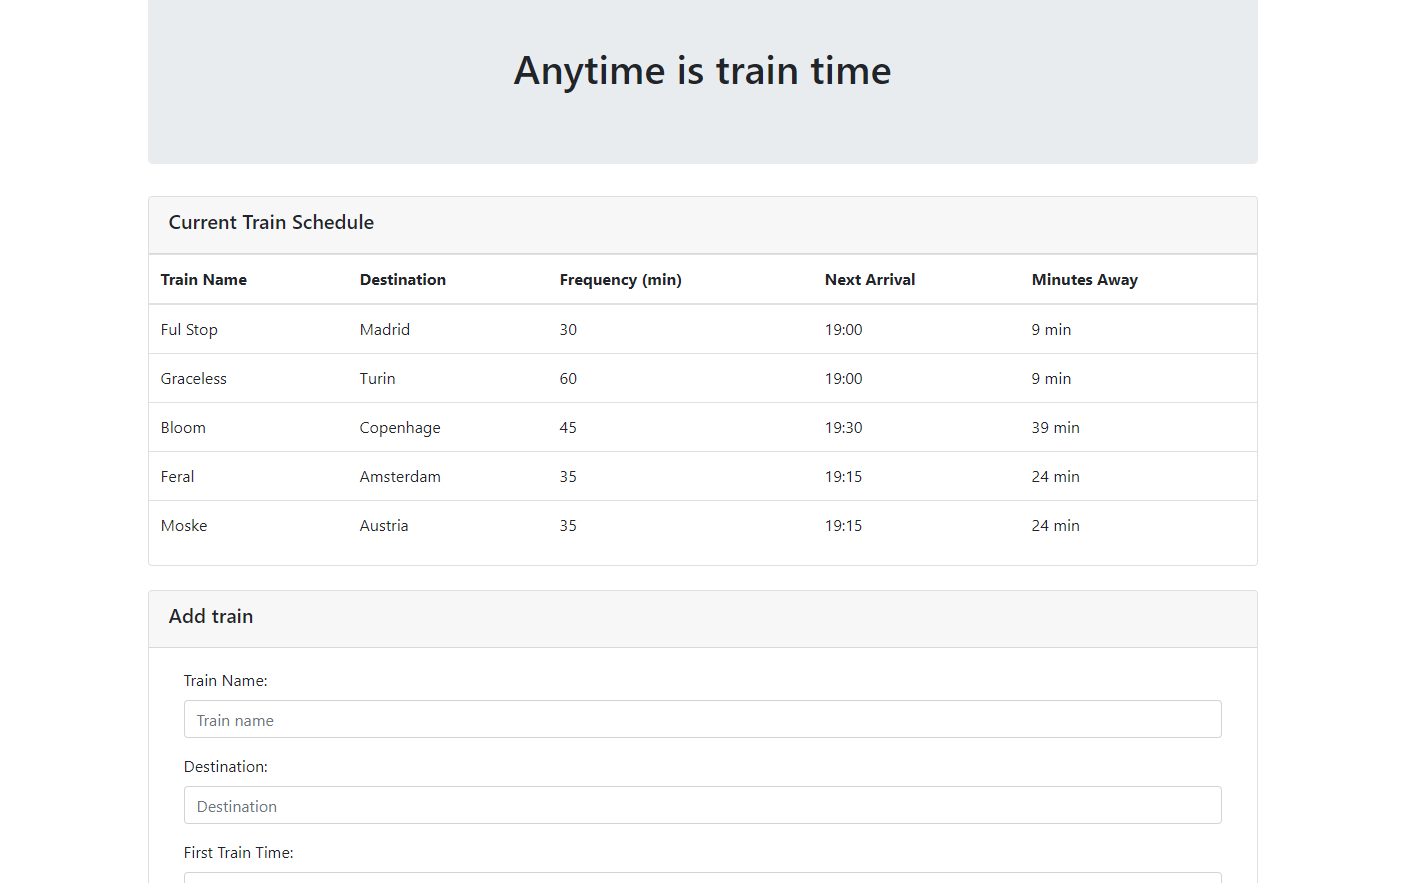 Anytime is train time
Current Train Schedule
Train Name Destination Frequency (min) Next Arrival Minutes Away
Ful Stop Madrid 30 19:00 9 min
Graceless Turin 60 19:00 9 min
Bloom Copenhage 45 19:30 39 min
Feral Amsterdam 35 19:15 24 min
Moske Austria 35 19:15 24 min
Add train
Train Name:
Train name
Destination:
Destination
First Train Time: